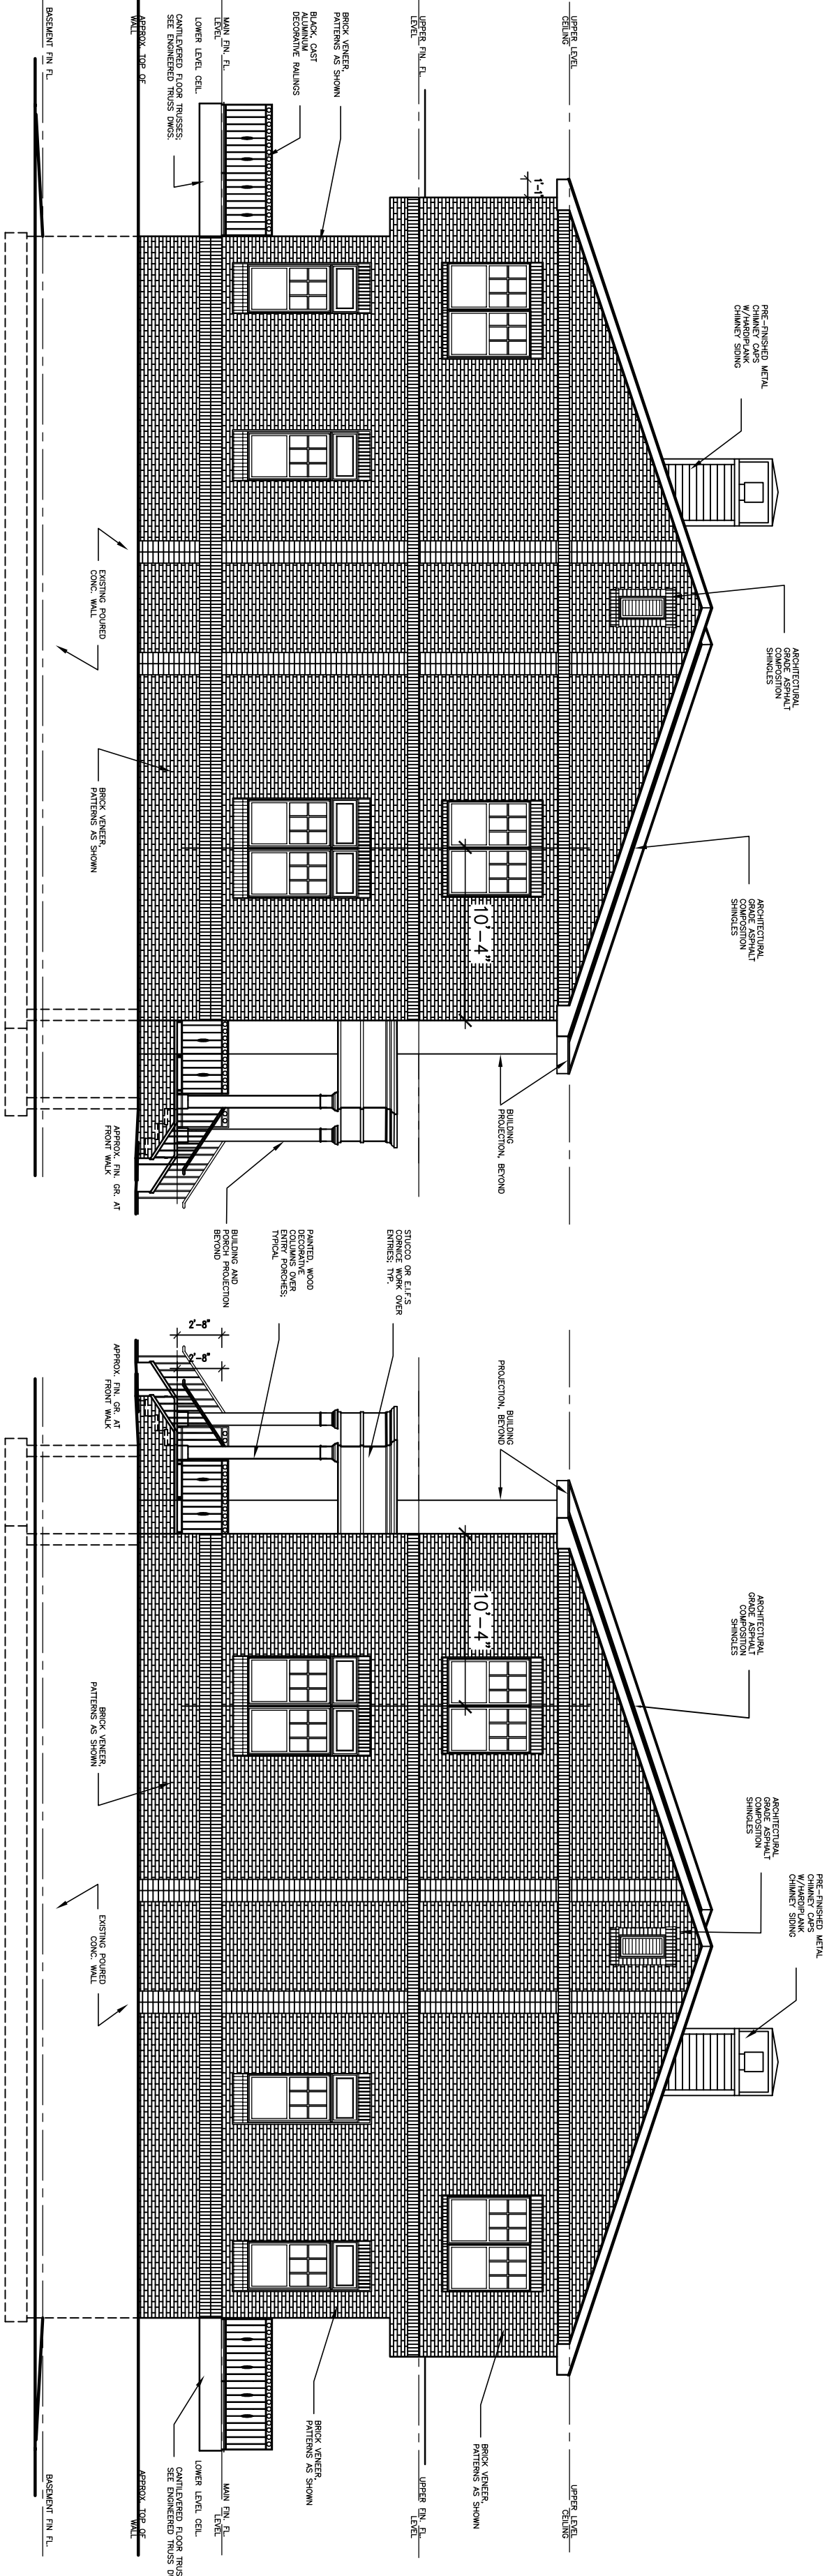 UPPER LEVEL
CEILING
UPPER FIN. FL.
LEVEL
BRICK VENEER,
PATTERNS AS SHOWN
BLACK, CAST
ALUMINUM
DECORATIVE RAILINGS
MAIN FIN. FL.
LEVEL
LOWER LEVEL CEIL.
CANTILEVERED FLOOR TRUSSES;
SEE ENGINEERED TRUSS DWGS.
APPROX. TOP OF
WALL
BASEMENT FIN FL.
1'-1"
PRE-FINISHED METAL
CHIMNEY CAPS
W/HARDIPLANK
CHIMNEY SIDING
EXISTING POURED
CONC. WALL
ARCHITECTURAL
GRADE ASPHALT
COMPOSITION
SHINGLES
BRICK VENEER,
PATTERNS AS SHOWN
ARCHITECTURAL
GRADE ASPHALT
COMPOSITION
SHINGLES
10'-4"
BUILDING
PROJECTION, BEYOND
APPROX. FIN. GR. AT
FRONT WALK
STUCCO OR E.I.F.S
CORNICE WORK OVER
ENTRIES; TYP.
PAINTED, WOOD
DECORATIVE
COLUMNS OVER
ENTRY PORCHES;
TYPICAL
BUILDING AND
PORCH PROJECTION
BEYOND
2'-8"
2'-8"
APPROX. FIN. GR. AT
FRONT WALK
BUILDING
PROJECTION, BEYOND
10'-4"
ARCHITECTURAL
GRADE ASPHALT
COMPOSITION
SHINGLES
BRICK VENEER,
PATTERNS AS SHOWN
ARCHITECTURAL
GRADE ASPHALT
COMPOSITION
SHINGLES
PRE-FINISHED METAL
CHIMNEY CAPS
W/HARDIPLANK
CHIMNEY SIDING
EXISTING POURED
CONC. WALL
BRICK VENEER,
PATTERNS AS SHOWN
BRICK VENEER,
PATTERNS AS SHOWN
UPPER LEVEL
CEILING
UPPER FIN. FL.
LEVEL
MAIN FIN. FL.
LEVEL
LOWER LEVEL CEIL.
CANTILEVERED FLOOR
SEE ENGINEERED TRUSS
APPROX. TOP OF
WALL
BASEMENT FIN FL.